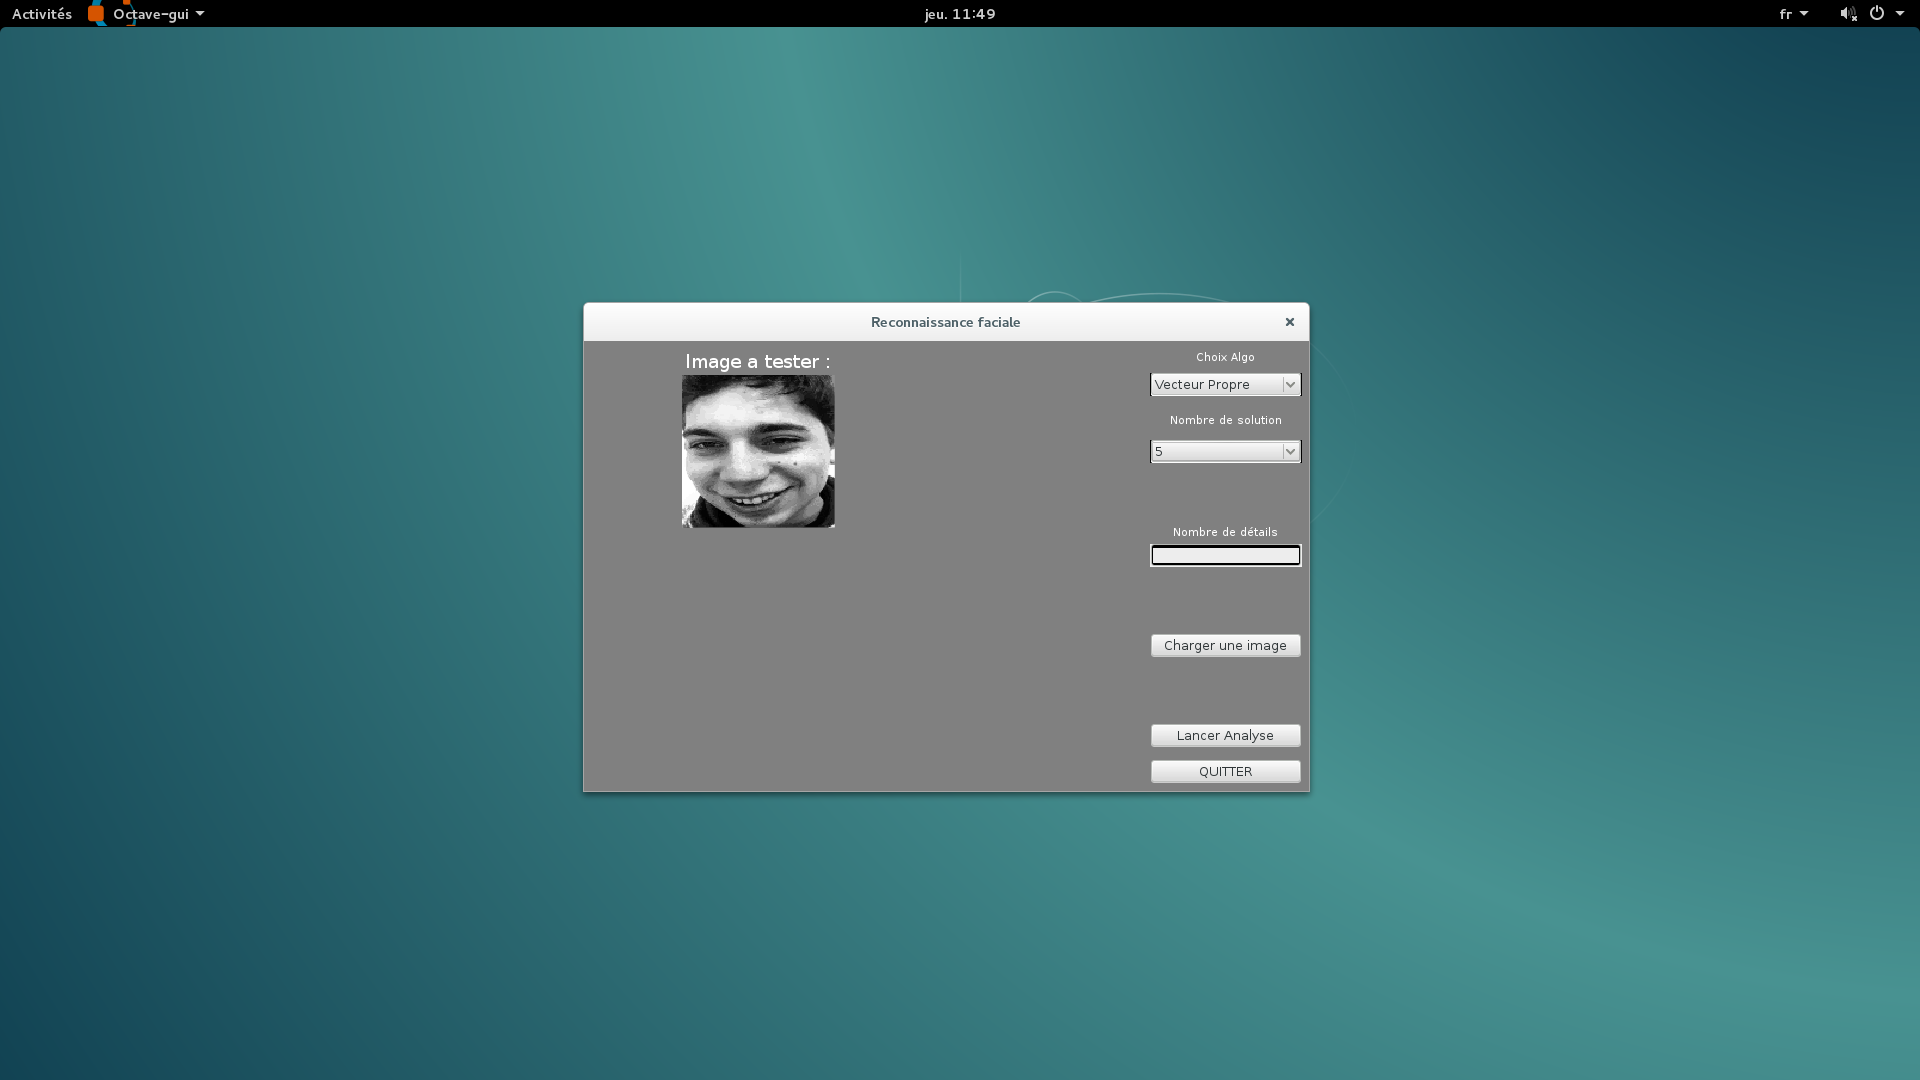 Activités
Octave-gui
jeu. 11:49
fr
Reconnaissance faciale
Image a tester :
Choix Algo
Vecteur Propre
Nombre de solution
5
Nombre de détails
Charger une image
Lancer Analyse
QUITTER